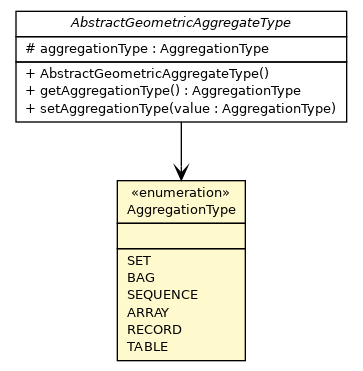 AbstractGeometricAggregateType
# aggregationType : AggregationType
+ AbstractGeometricAggregateType()
+ getAggregationType() : AggregationType
+ setAggregationType(value : AggregationType)
«enumeration»
AggregationType
SET
BAG
SEQUENCE
ARRAY
RECORD
TABLE